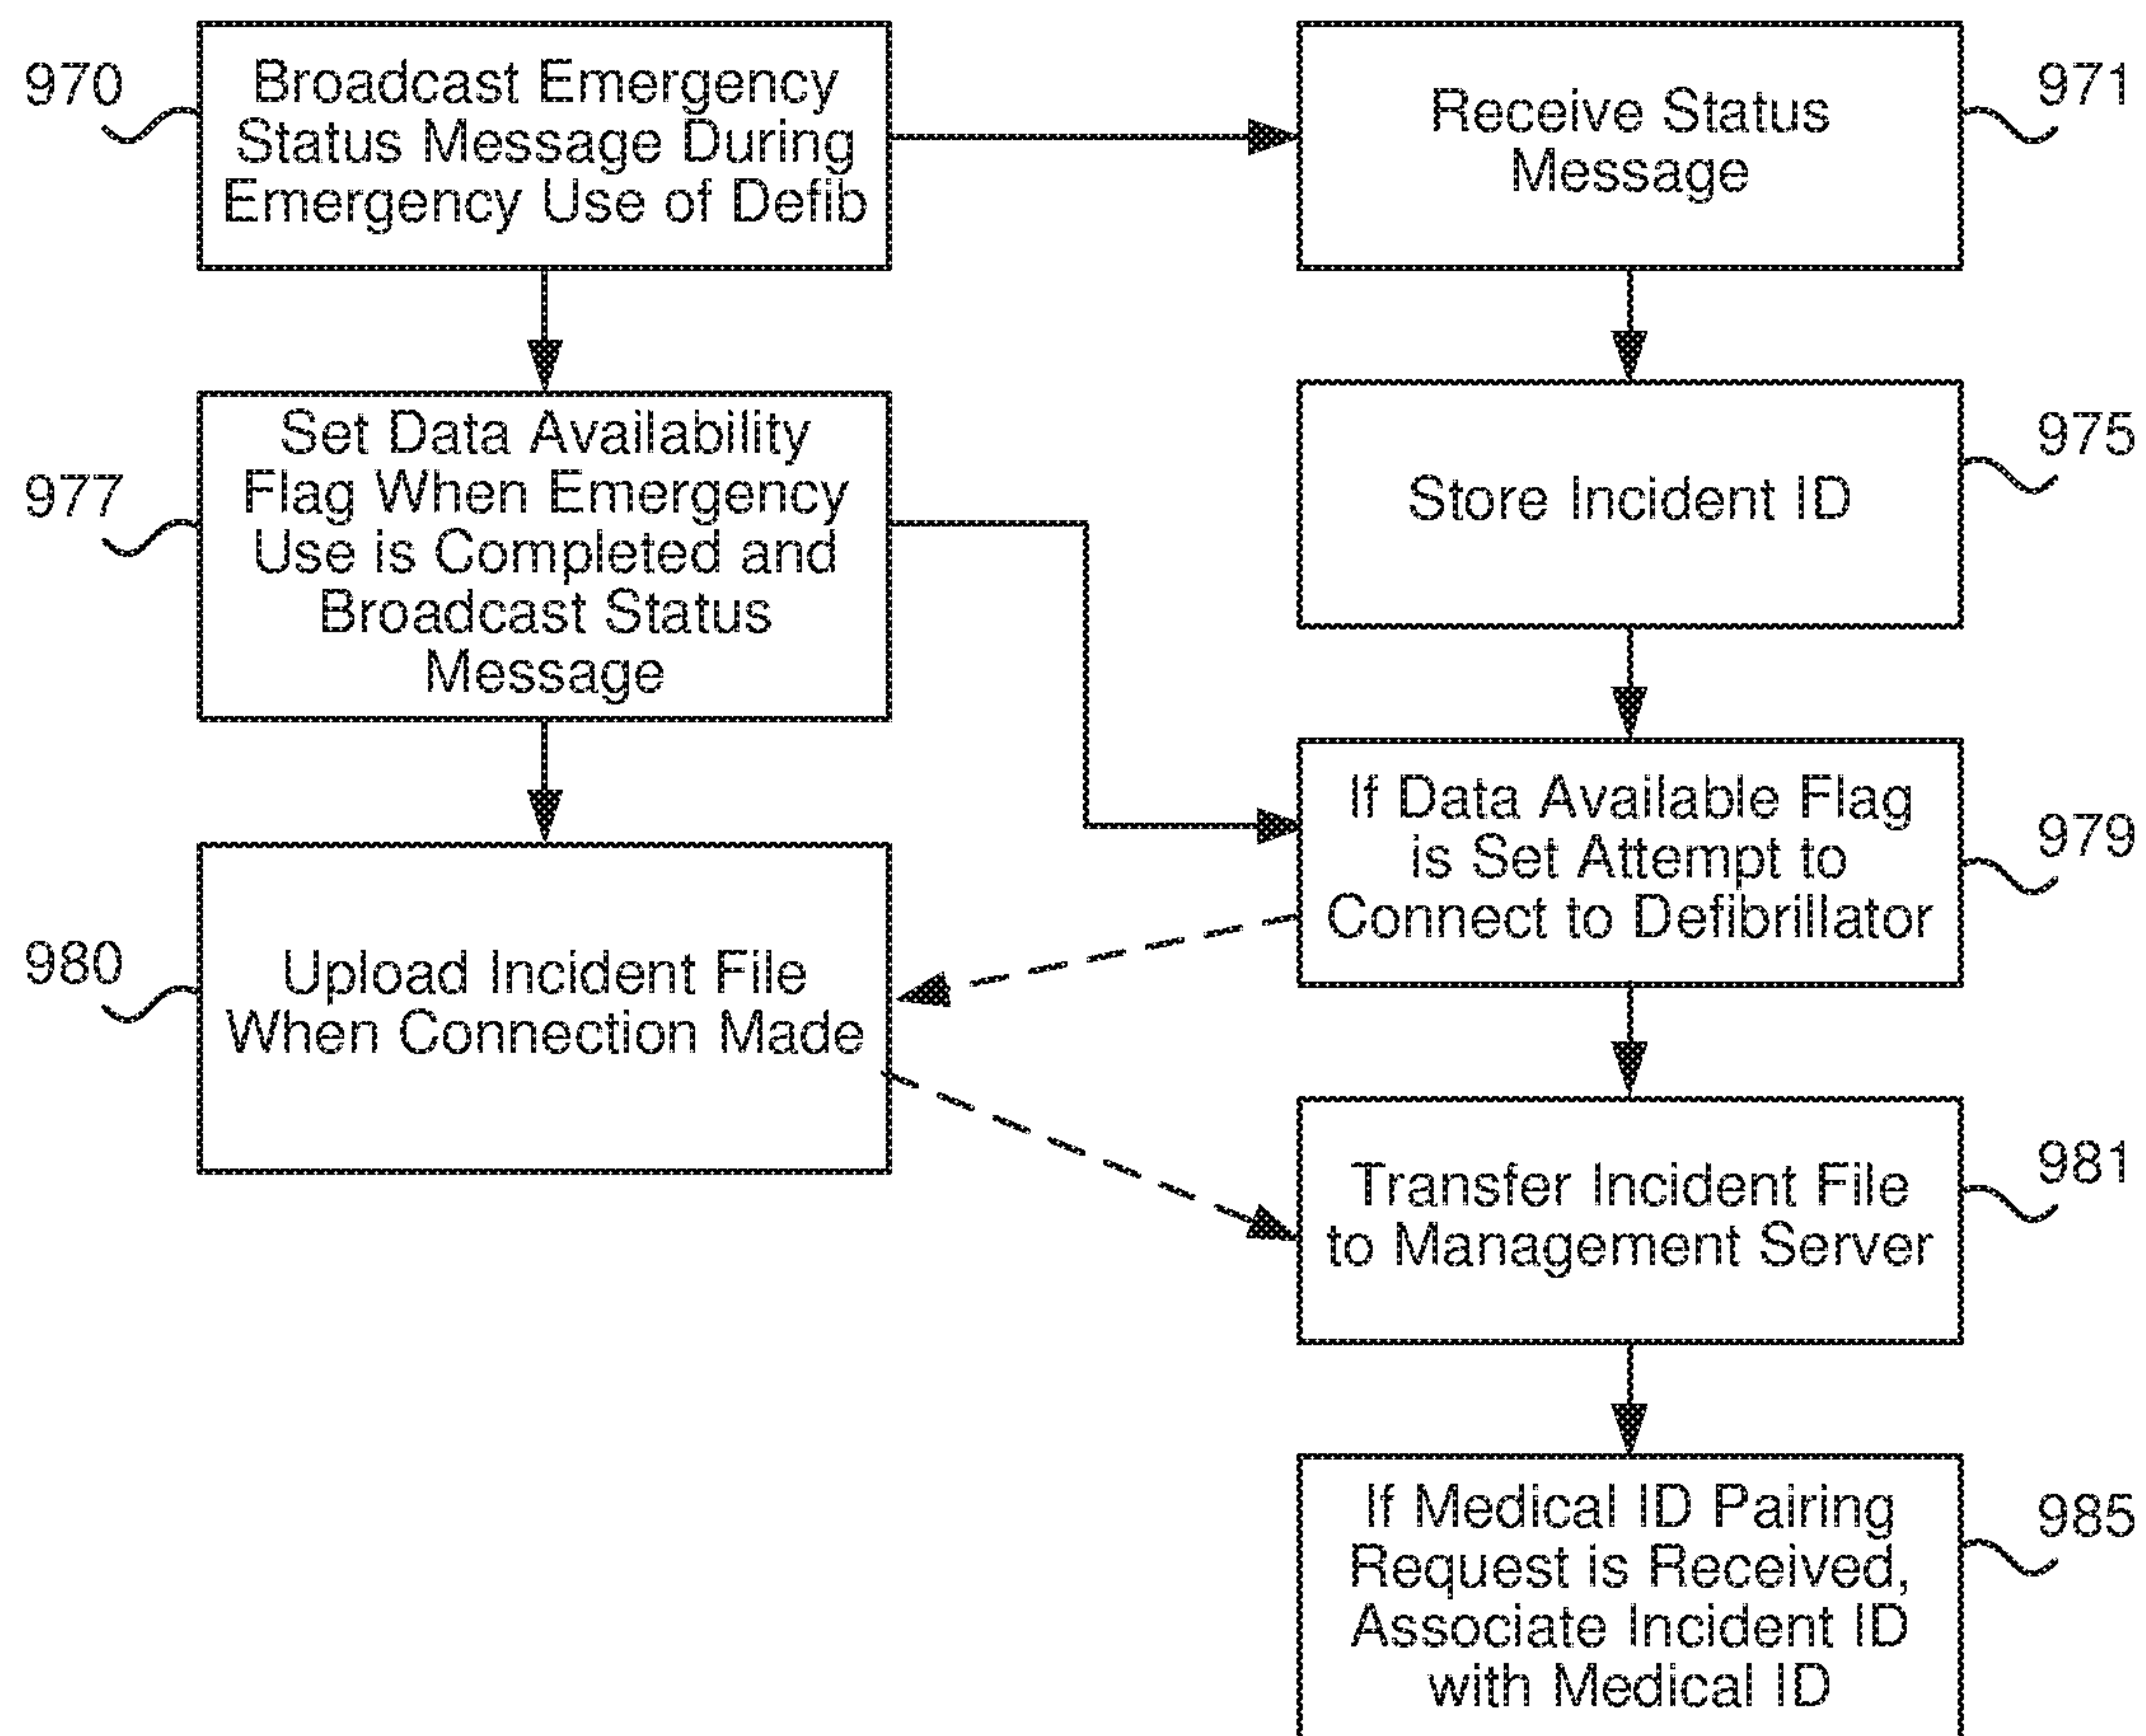 970
Broadcast Emergency
Status Message During
Emergency Use of Defib
971
Receive Status
Message
977
Set Data Availability
Flag When Emergency
Use is Completed and
Broadcast Status
Message
975
Store Incident ID
979
If Data Available Flag
is Set Attempt to
Connect to Defibrillator
980
Upload Incident File
When Connection Made
981
Transfer Incident File
to Management Server
985
If Medical ID Pairing
Request is Received,
Associate Incident ID
with Medical ID